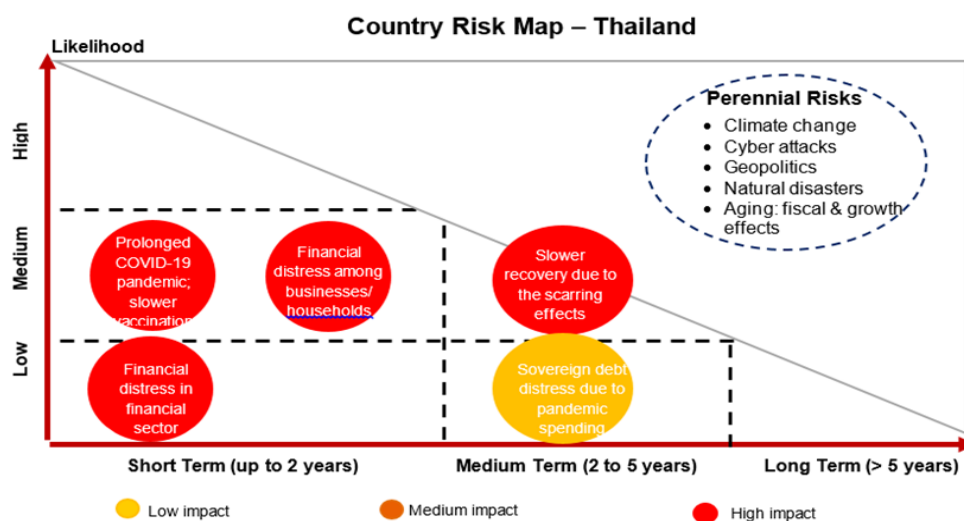 Country Risk Map – Thailand
Likelihood
High
Medium
Low
Perennial Risks
• Climate change
• Cyber attacks
• Geopolitics
• Natural disasters
• Aging: fiscal & growth
effects
Prolonged
COVID-19
pandemic;
slower
vaccination
Financial
distress among
businesses/
households
Slower
recovery due to
the scarring
effects
Financial
distress in
financial
sector
Sovereign debt
distress due to
pandemic
spending
Short Term (up to 2 years)
Medium Term (2 to 5 years)
Long Term (> 5 years)
Low impact
Medium impact
High impact